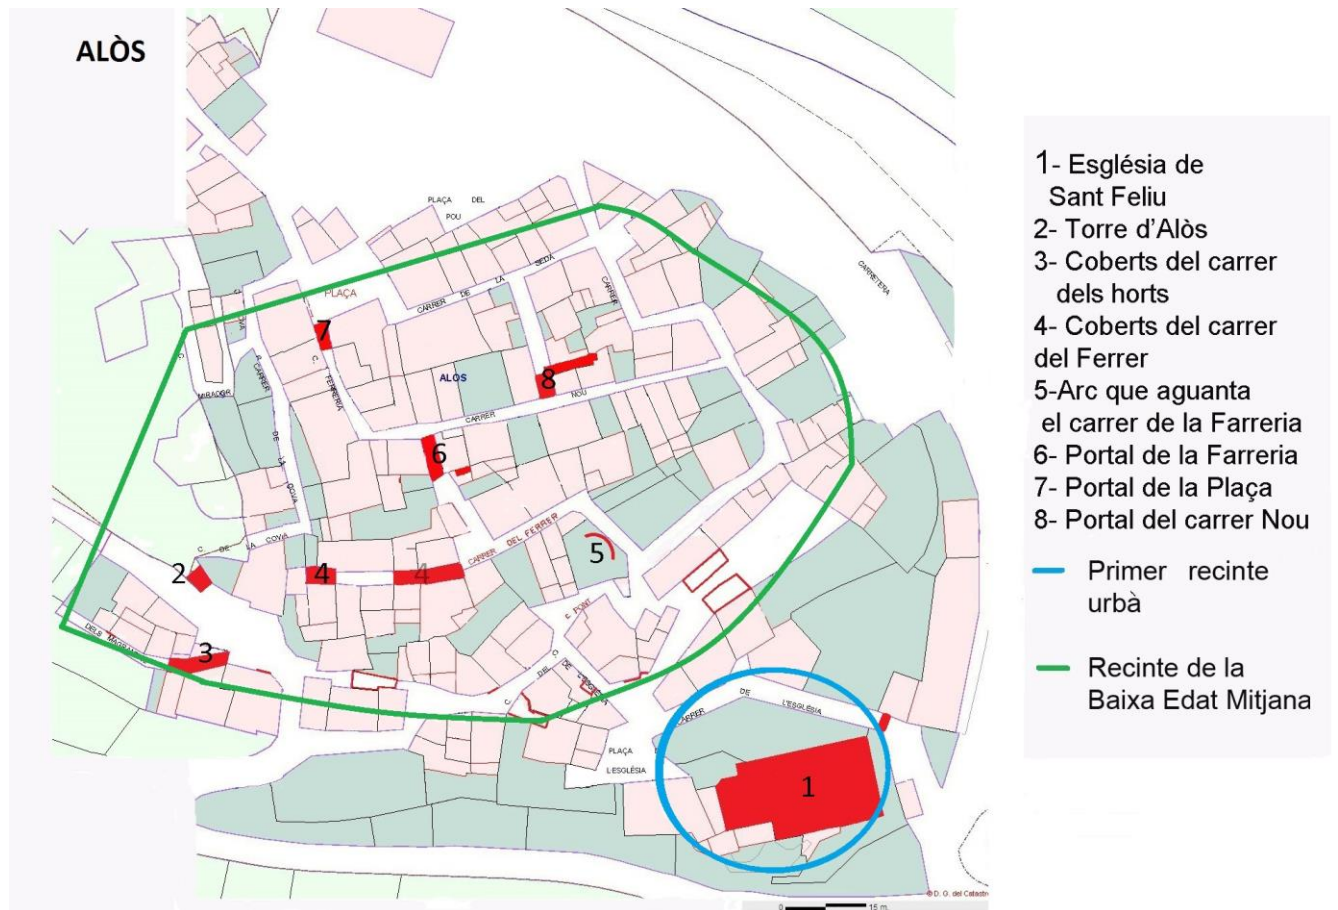 ALÒS
PLAÇA DEL
POU
PLAÇA
CARRER DE LA SEDA
CARRER
CARRETERA
7
C. FERRERIA
MIRADOR
CARRER DE LA COVA
ALOS
8
CARRER NOU
6
C. DE LA COVA
CARRER DEL FERRER
5
2
4
4
C. PONT
3
DELS
C. DEL
C. DE L'ESGLÉSIA
CARRER DE L'ESGLÉSIA
PLAÇA
L'ESGLÉSIA
1
© D. G. del Catastr
0 15 m.
1- Església de
Sant Feliu
2- Torre d'Alòs
3- Coberts del carrer
dels horts
4- Coberts del carrer
del Ferrer
5-Arc que aguanta
el carrer de la Farreria
6- Portal de la Farreria
7- Portal de la Plaça
8- Portal del carrer Nou
Primer recinte
urbà
Recinte de la
Baixa Edat Mitjana